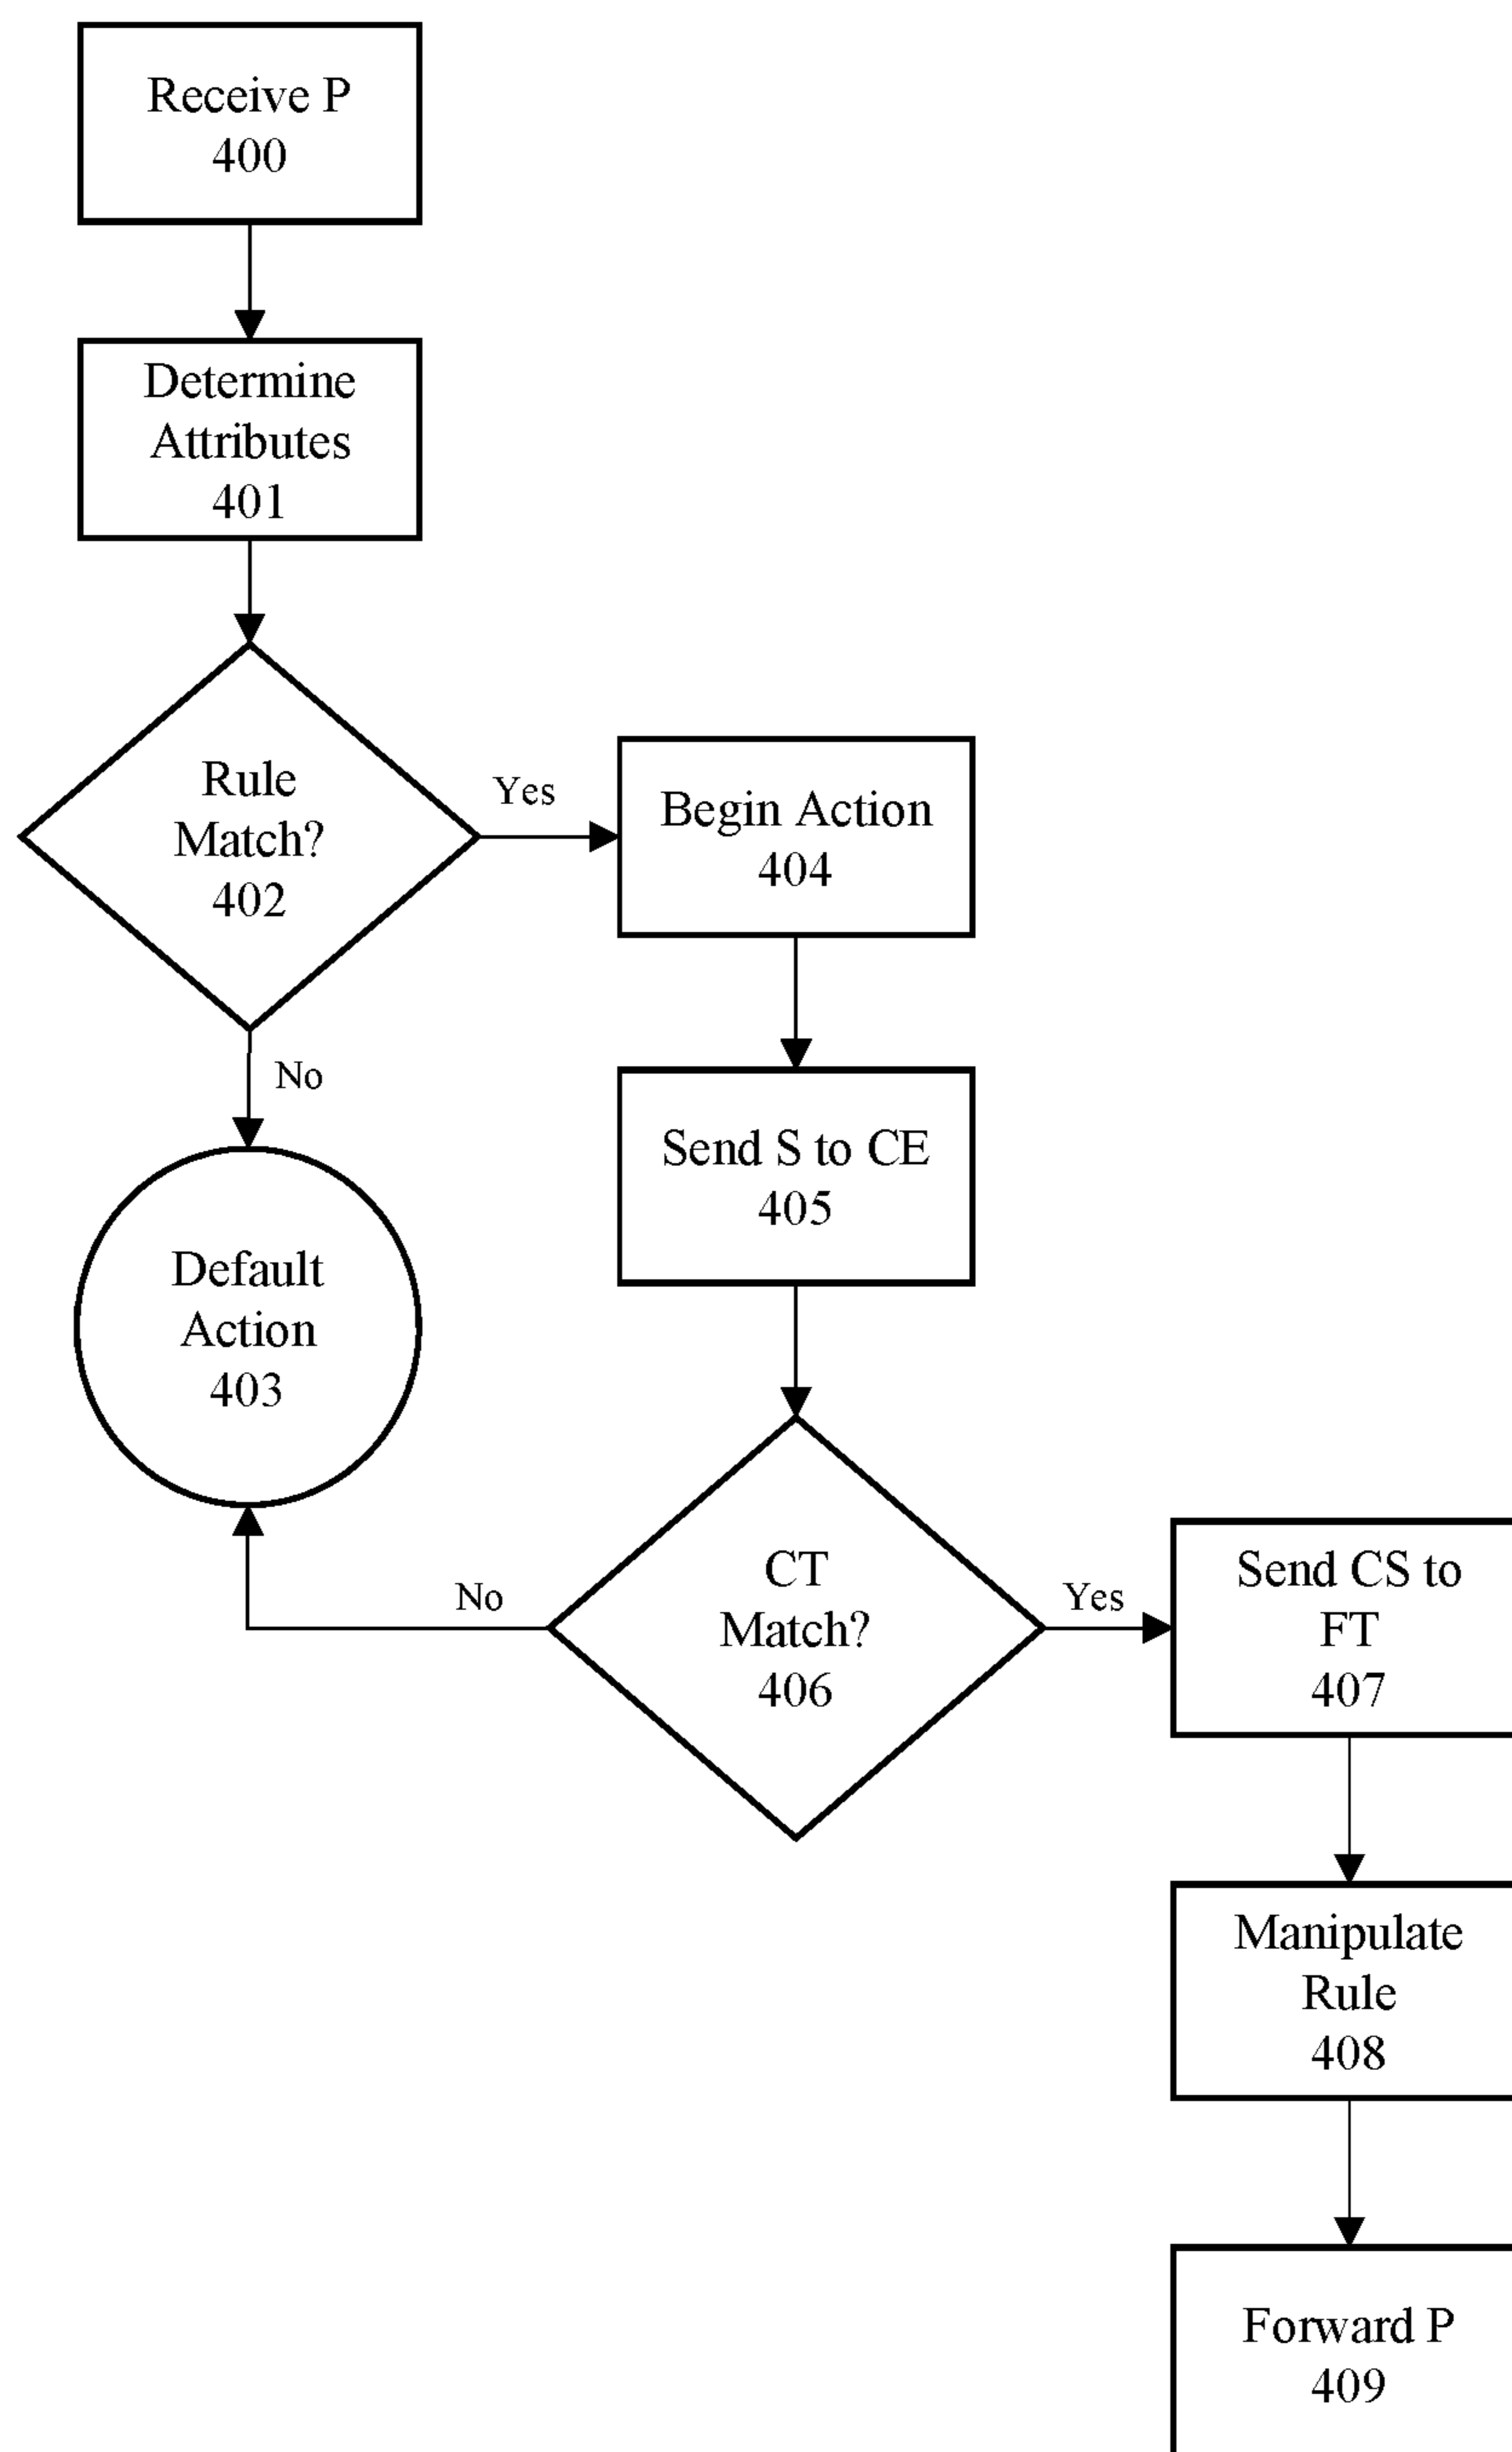 Receive P
400
Determine
Attributes
401
Rule
Match?
402
Yes
Begin Action
404
No
Send S to CE
405
Default
Action
403
CT
Match?
406
No
Yes
Send CS to
FT
407
Manipulate
Rule
408
Forward P
409